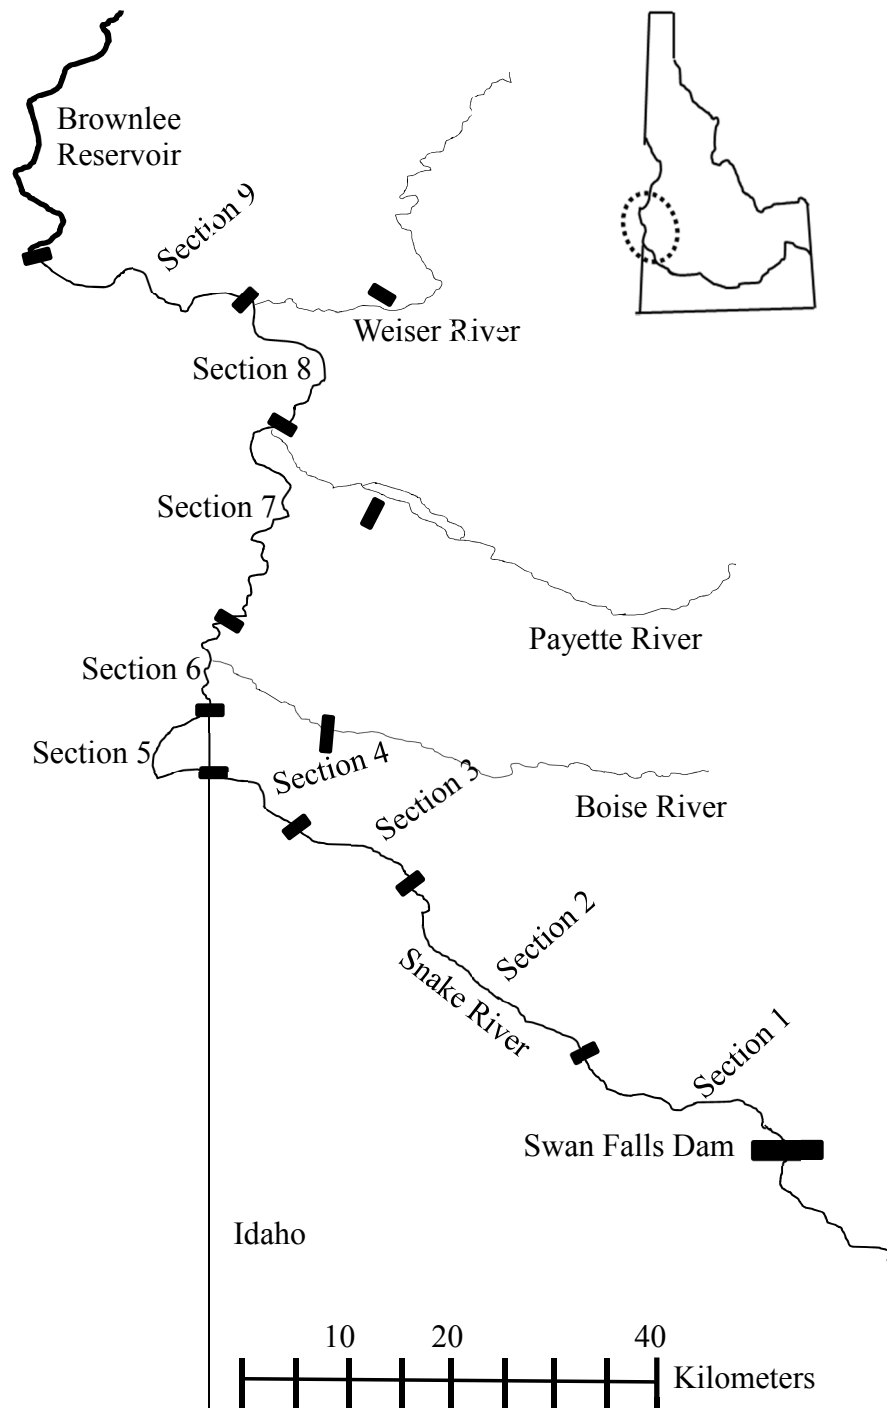 Brownlee
Reservoir
Section 9
Weiser River
Section 8
Section 7
Payette River
Section 6
Section 5
Section 4
Section 3
Boise River
Section 2
Snake River
Section 1
Swan Falls Dam
Idaho
10 20 40
Kilometers